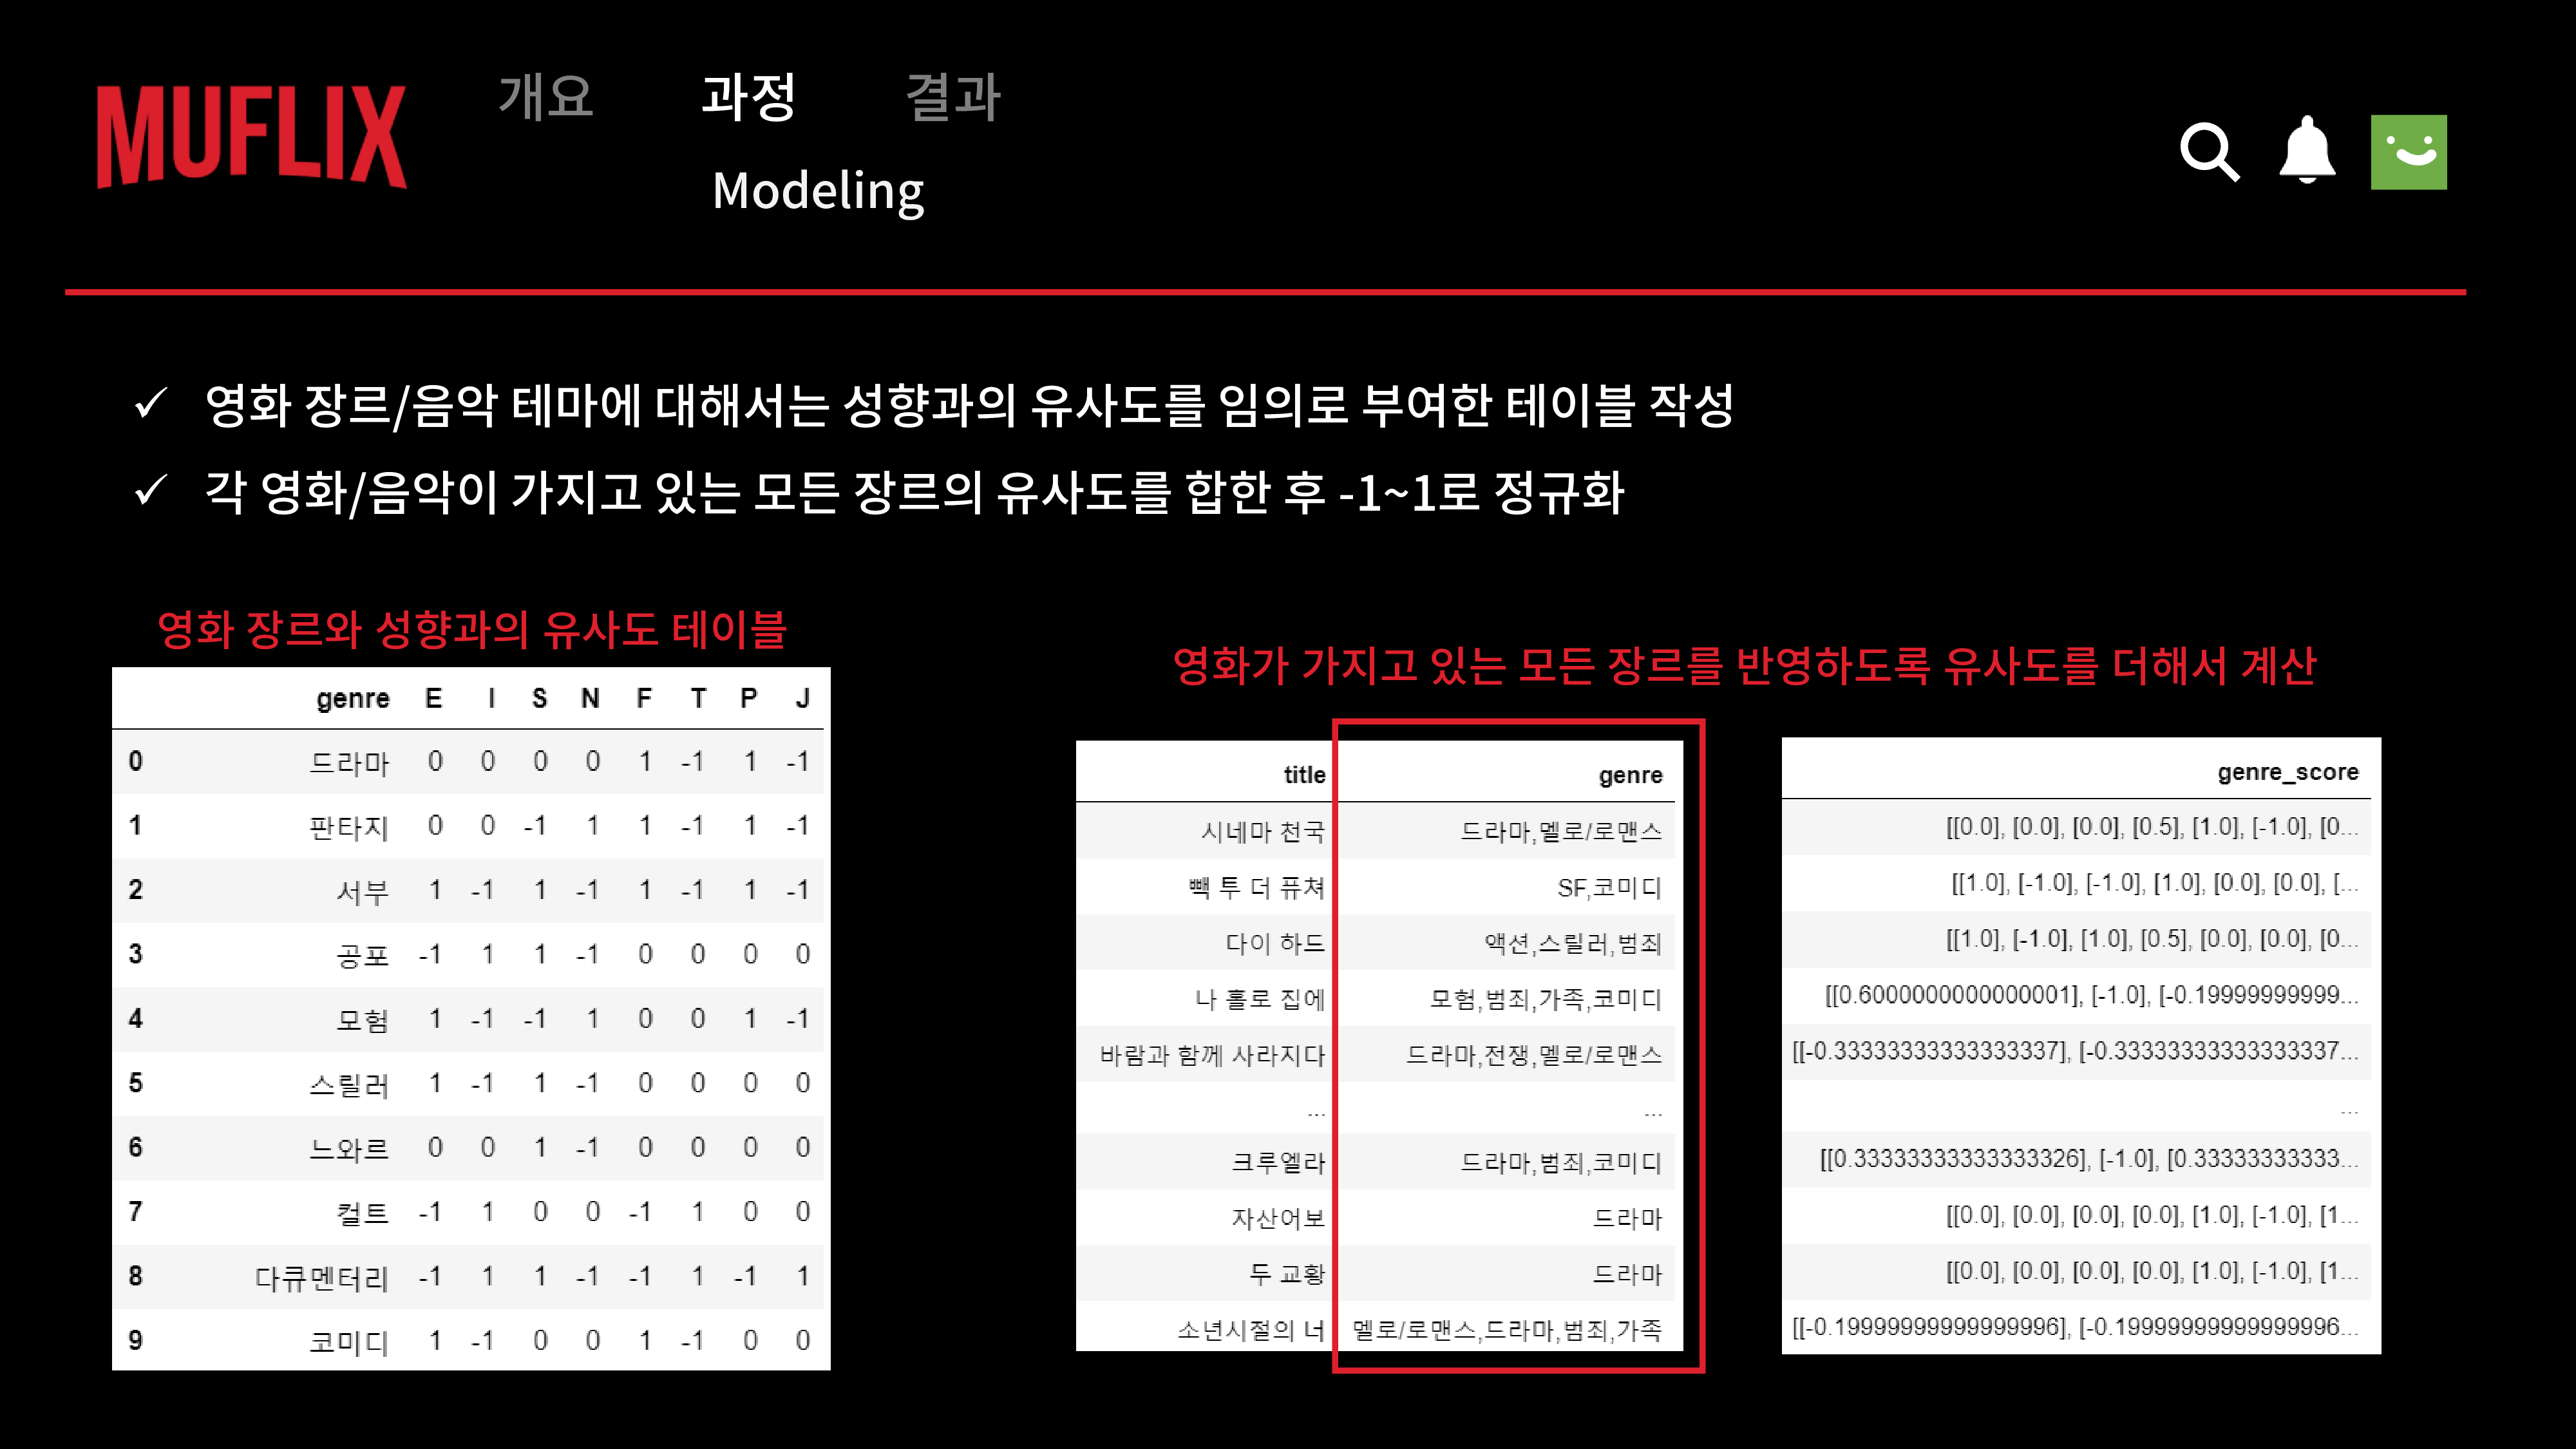 MUFLIX
개요 과정 결과
Modeling
✓ 영화 장르/음악 테마에 대해서는 성향과의 유사도를 임의로 부여한 테이블 작성
✓ 각 영화/음악이 가지고 있는 모든 장르의 유사도를 합한 후 -1~1로 정규화
영화 장르와 성향과의 유사도 테이블
genre E I S N F T P J
0 드라마 0 0 0 0 1 -1 1 -1
1 판타지 0 0 -1 1 1 -1 1 -1
2 서부 1 -1 1 -1 1 -1 1 -1
3 공포 -1 1 1 -1 0 0 0 0
4 모험 1 -1 -1 1 0 0 1 -1
5 스릴러 1 -1 1 -1 0 0 0 0
6 느와르 0 0 1 -1 0 0 0 0
7 컬트 -1 1 0 0 -1 1 0 0
8 다큐멘터리 -1 1 1 -1 -1 1 -1 1
9 코미디 1 -1 0 0 1 -1 0 0
영화가 가지고 있는 모든 장르를 반영하도록 유사도를 더해서 계산
title genre
시네마 천국 드라마,멜로/로맨스
빽 투 더 퓨쳐 SF,코미디
다이 하드 액션,스릴러,범죄
나 홀로 집에 모험,범죄,가족,코미디
바람과 함께 사라지다 드라마,전쟁,멜로/로맨스
... ...
크루엘라 드라마,범죄,코미디
자산어보 드라마
두 교황 드라마
소년시절의 너 멜로/로맨스,드라마,범죄,가족
genre_score
[[0.0], [0.0], [0.0], [0.5], [1.0], [-1.0], [0...
[[1.0], [-1.0], [-1.0], [1.0], [0.0], [0.0], [...
[[1.0], [-1.0], [1.0], [0.5], [0.0], [0.0], [0...
[[0.6000000000000001], [-1.0], [-0.19999999999...
[[-0.33333333333333337], [-0.33333333333333337...
...
[[0.33333333333333326], [-1.0], [0.33333333333...
[[0.0], [0.0], [0.0], [0.0], [1.0], [-1.0], [1...
[[0.0], [0.0], [0.0], [0.0], [1.0], [-1.0], [1...
[[-0.19999999999999996], [-0.19999999999999996...